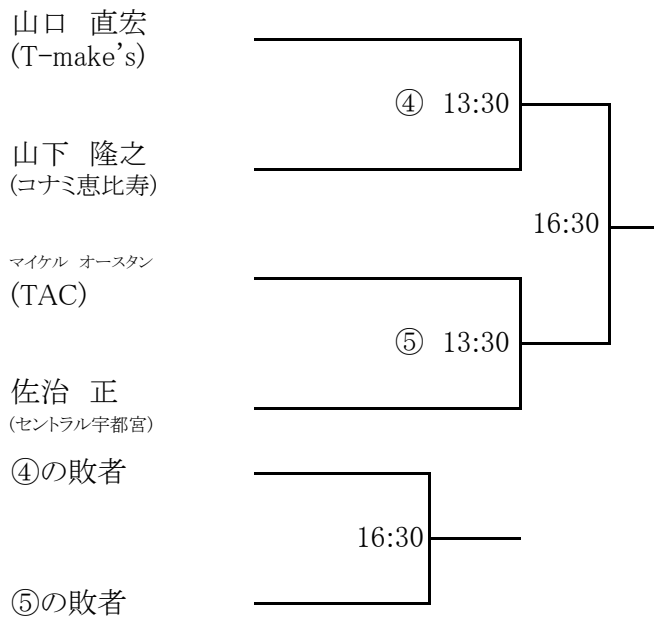 山口 直宏
(T-make's)
④ 13:30
山下 隆之
(コナミ恵比寿)
16:30
マイケル オースタン
(TAC)
⑤ 13:30
佐治 正
(セントラル宇都宮)
④の敗者
16:30
⑤の敗者